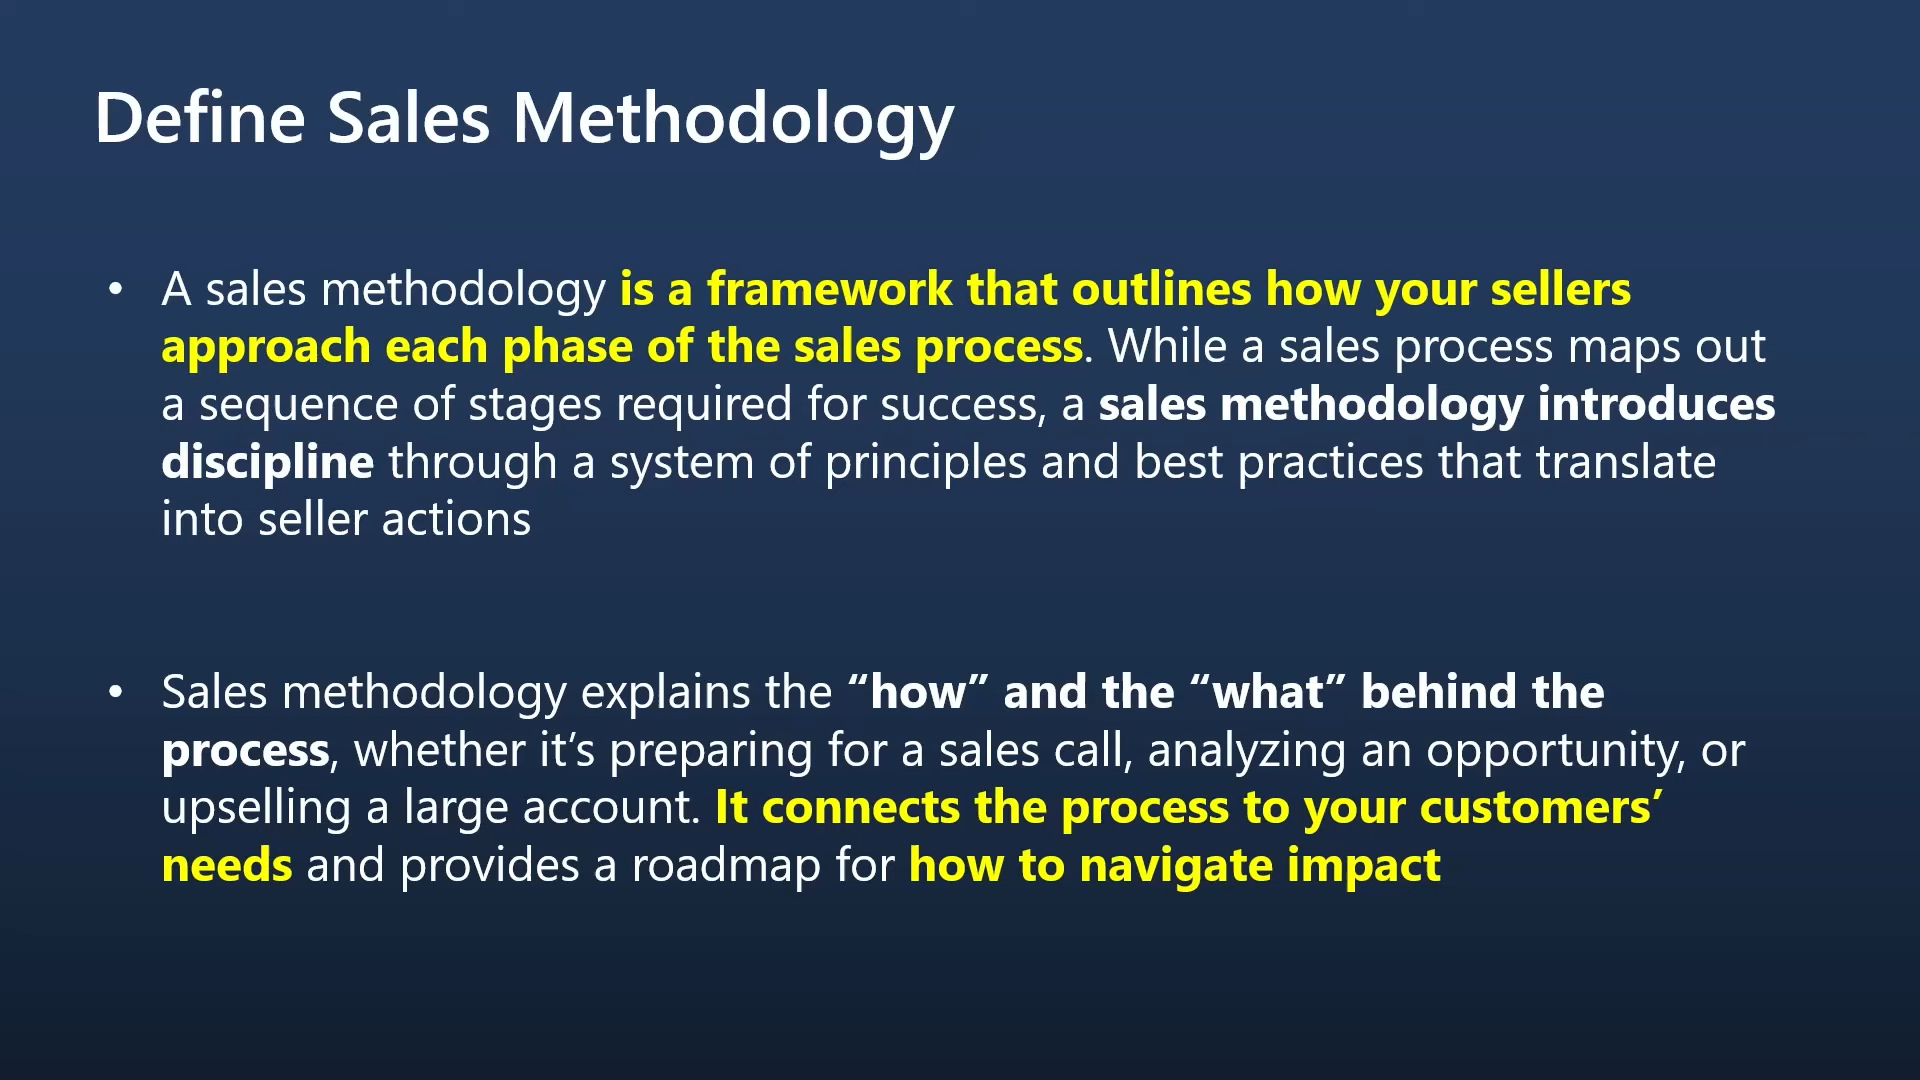 Define Sales Methodology
• A sales methodology is a framework that outlines how your sellers
approach each phase of the sales process. While a sales process maps out
a sequence of stages required for success, a sales methodology introduces
discipline through a system of principles and best practices that translate
into seller actions
• Sales methodology explains the “how” and the “what” behind the
process, whether it’s preparing for a sales call, analyzing an opportunity, or
upselling a large account. It connects the process to your customers’
needs and provides a roadmap for how to navigate impact